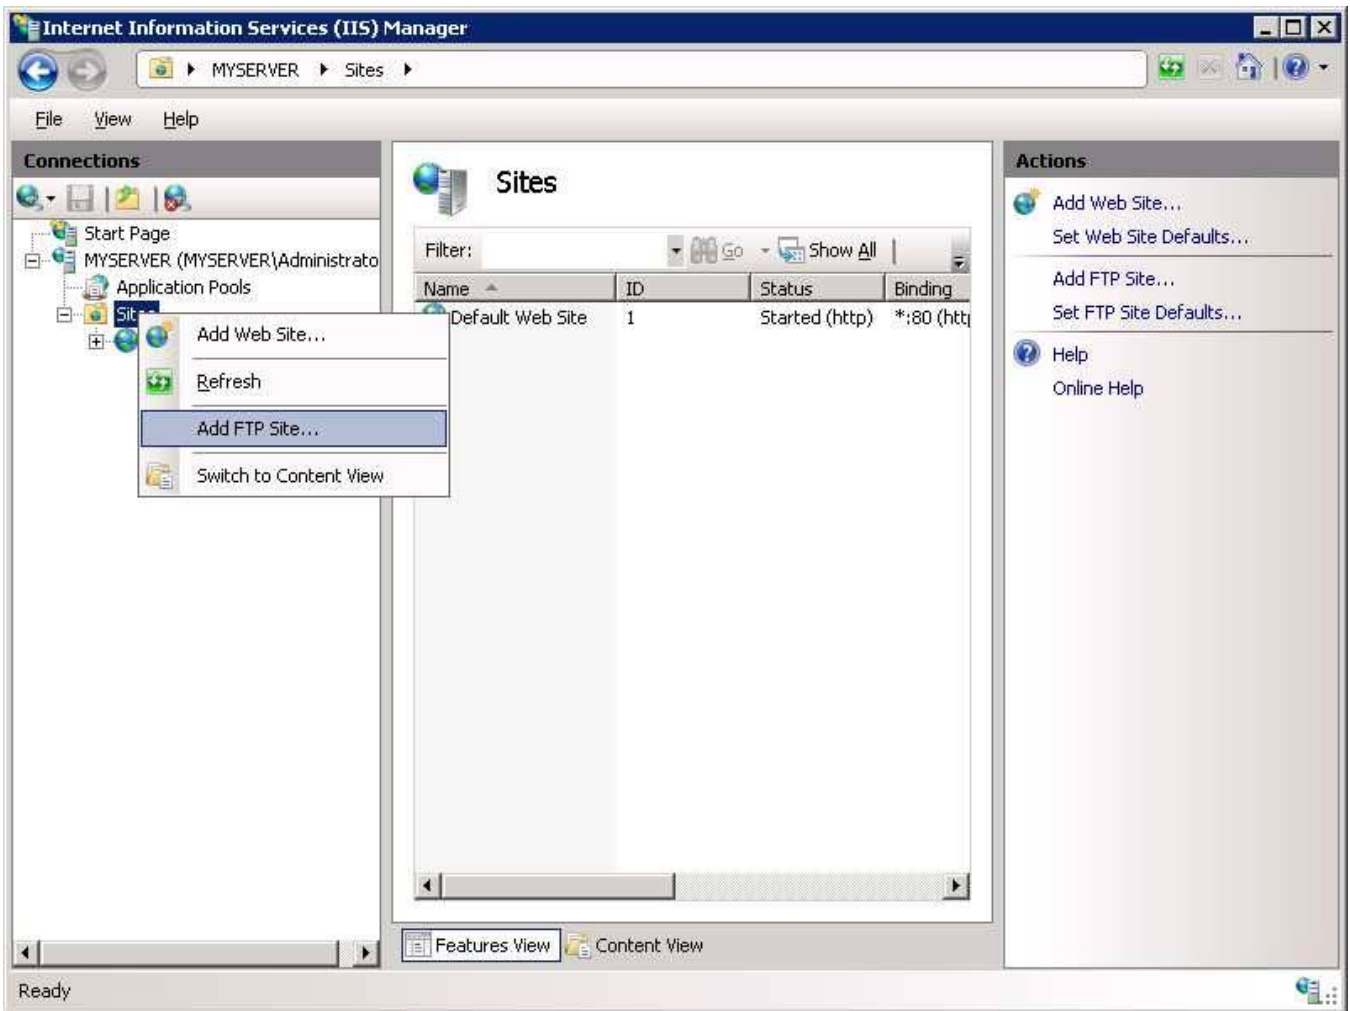 Internet Information Services (IIS) Manager
MYSERVER Sites
File View Help
Connections
Start Page
MYSERVER (MYSERVER\Administrato
Application Pools
Sites
Add Web Site...
Refresh
Add FTP Site...
Switch to Content View
Sites
Filter: Go Show All
Name ID Status Binding
Default Web Site 1 Started (http) *:80 (http
Features View Content View
Actions
Add Web Site...
Set Web Site Defaults...
Add FTP Site...
Set FTP Site Defaults...
Help
Online Help
Ready